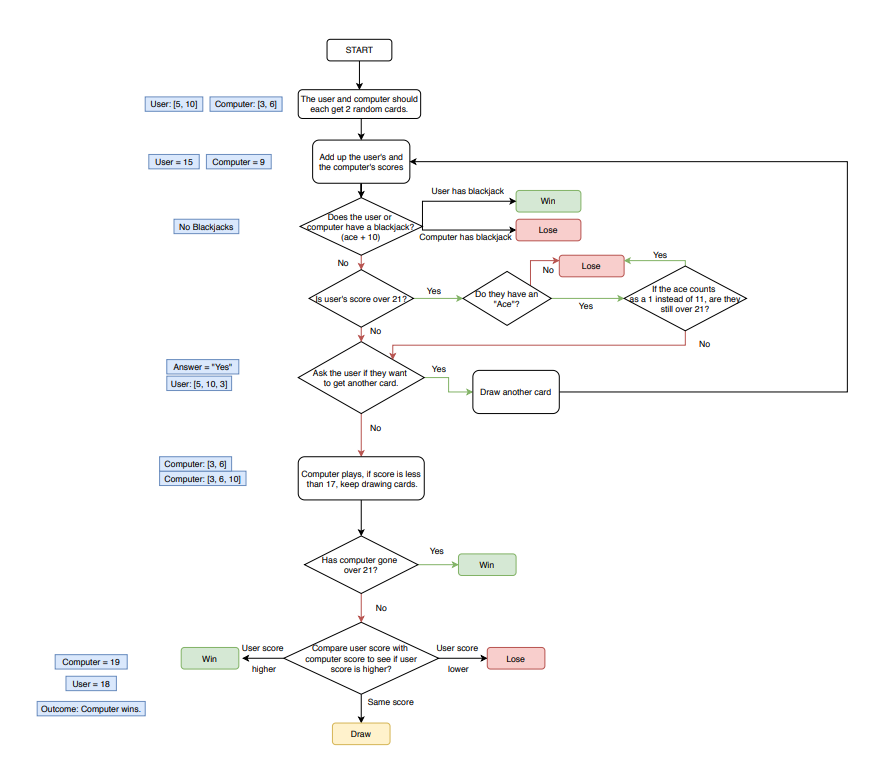 START
User: [5, 10]
Computer: [3, 6]
The user and computer should
each get 2 random cards.
User = 15
Computer = 9
Add up the user's and
the computer's scores
User has blackjack
Win
No Blackjacks
Does the user or
computer have a blackjack?
(ace + 10)
Computer has blackjack
Lose
No
Is user's score over 21?
Yes
Do they have an
"Ace"?
No
Lose
Yes
Yes
If the ace counts
as a 1 instead of 11, are they
still over 21?
No
No
Answer = "Yes"
User: [5, 10, 3]
Ask the user if they want
to get another card.
Yes
Draw another card
No
Computer: [3, 6]
Computer: [3, 6, 10]
Computer plays, if score is less
than 17, keep drawing cards.
Has computer gone
over 21?
Yes
Win
No
Computer = 19
User = 18
Outcome: Computer wins.
Win
User score
higher
Compare user score with
computer score to see if user
score is higher?
User score
lower
Lose
Same score
Draw